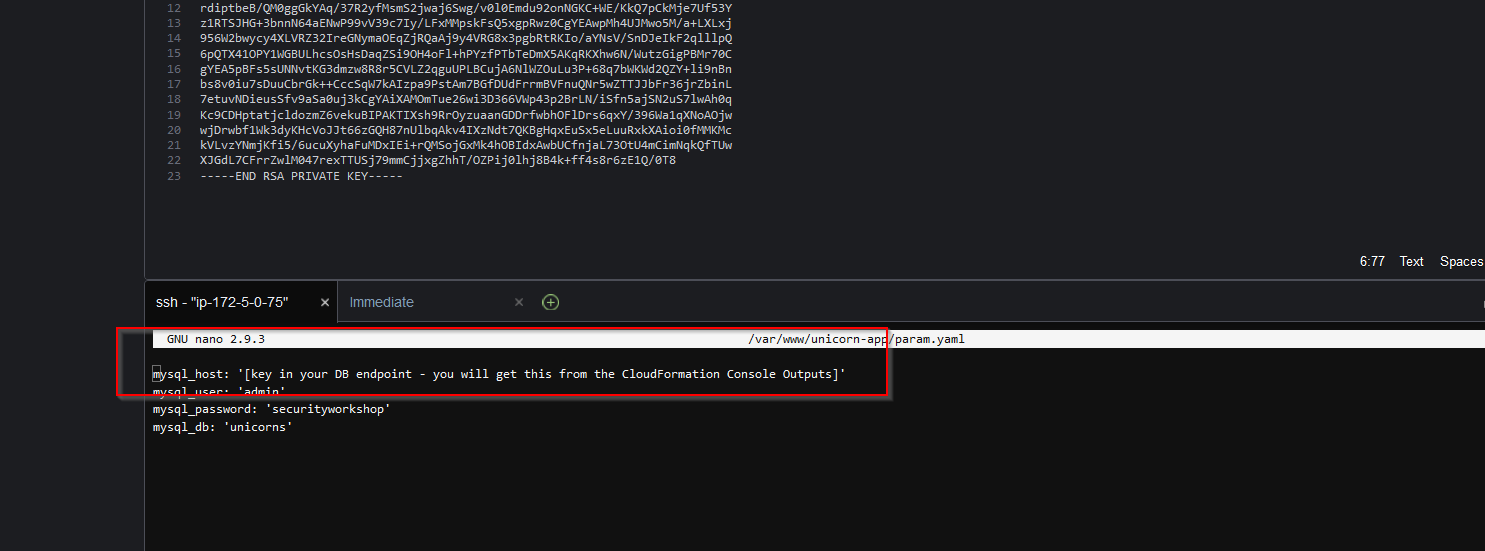 12 rdiptbeB/QM0ggGkYAq/37R2yfMsmS2jwaj6Swg/v0l0Emdu92onNGKC+WE/KkQ7pCkMje7Uf53Y
13 z1RTSJHG+3bnnN64aENwP99vV39c7Iy/LFxMMpskFsQ5xgpRwz0CgYEAwpMh4UJMwo5M/a+LXLxj
14 956W2bwycy4XLVRZ32IreGNymaOEqZjRQaAj9y4VRG8x3pgbRtRKIo/aYNsV/SnDJeIkF2qlllpQ
15 6pQTX41OPY1WGBULhcsOsHsDaqZSi9OH4oFl+hPYzfPTbTeDmX5AKqRKXhw6N/WutzGigPBMr70C
16 gYEA5pBFs5sUNNvtKG3dmzw8R8r5CVLZ2qguUPLBCujA6NlWZOuLu3P+68q7bWKWd2QZY+li9nBn
17 bs8v0iu7sDuuCbrGk++CccSqW7kAIzpa9PstAm7BGfDUdFrrmBVFnuQNr5wZTTJJbFr36jrZbinL
18 7etuvNDieusSfv9aSa0uj3kCgYAiXAMOmTue26wi3D366VWp43p2BrLN/iSfn5ajSN2uS7lwAh0q
19 Kc9CDHptatjcldozmZ6vekuBIPAKTIXsh9RrOyzuaanGDDrfwbhOFlDrs6qxY/396Wa1qXNoAOjw
20 wjDrwbf1Wk3dyKHcVoJJt66zGQH87nUlbqAkv4IXzNdt7QKBgHqxEuSx5eLuuRxkXAioi0fMMKMc
21 kVLvzYNmjKfi5/6ucuXyhaFuMDxIEi+rQMSojGxMk4hOBIdxAwbUCfnjaL73OtU4mCimNqkQfTUw
22 XJGdL7CFrrZwlM047rexTTUSj79mmCjjxgZhhT/OZPij0lhj8B4k+ff4s8r6zE1Q/0T8
23 -----END RSA PRIVATE KEY-----
6:77 Text Spaces
ssh - "ip-172-5-0-75" × Immediate ×
GNU nano 2.9.3 /var/www/unicorn-app/param.yaml
mysql_host: '[key in your DB endpoint - you will get this from the CloudFormation Console Outputs]'
mysql_user: 'admin'
mysql_password: 'securityworkshop'
mysql_db: 'unicorns'